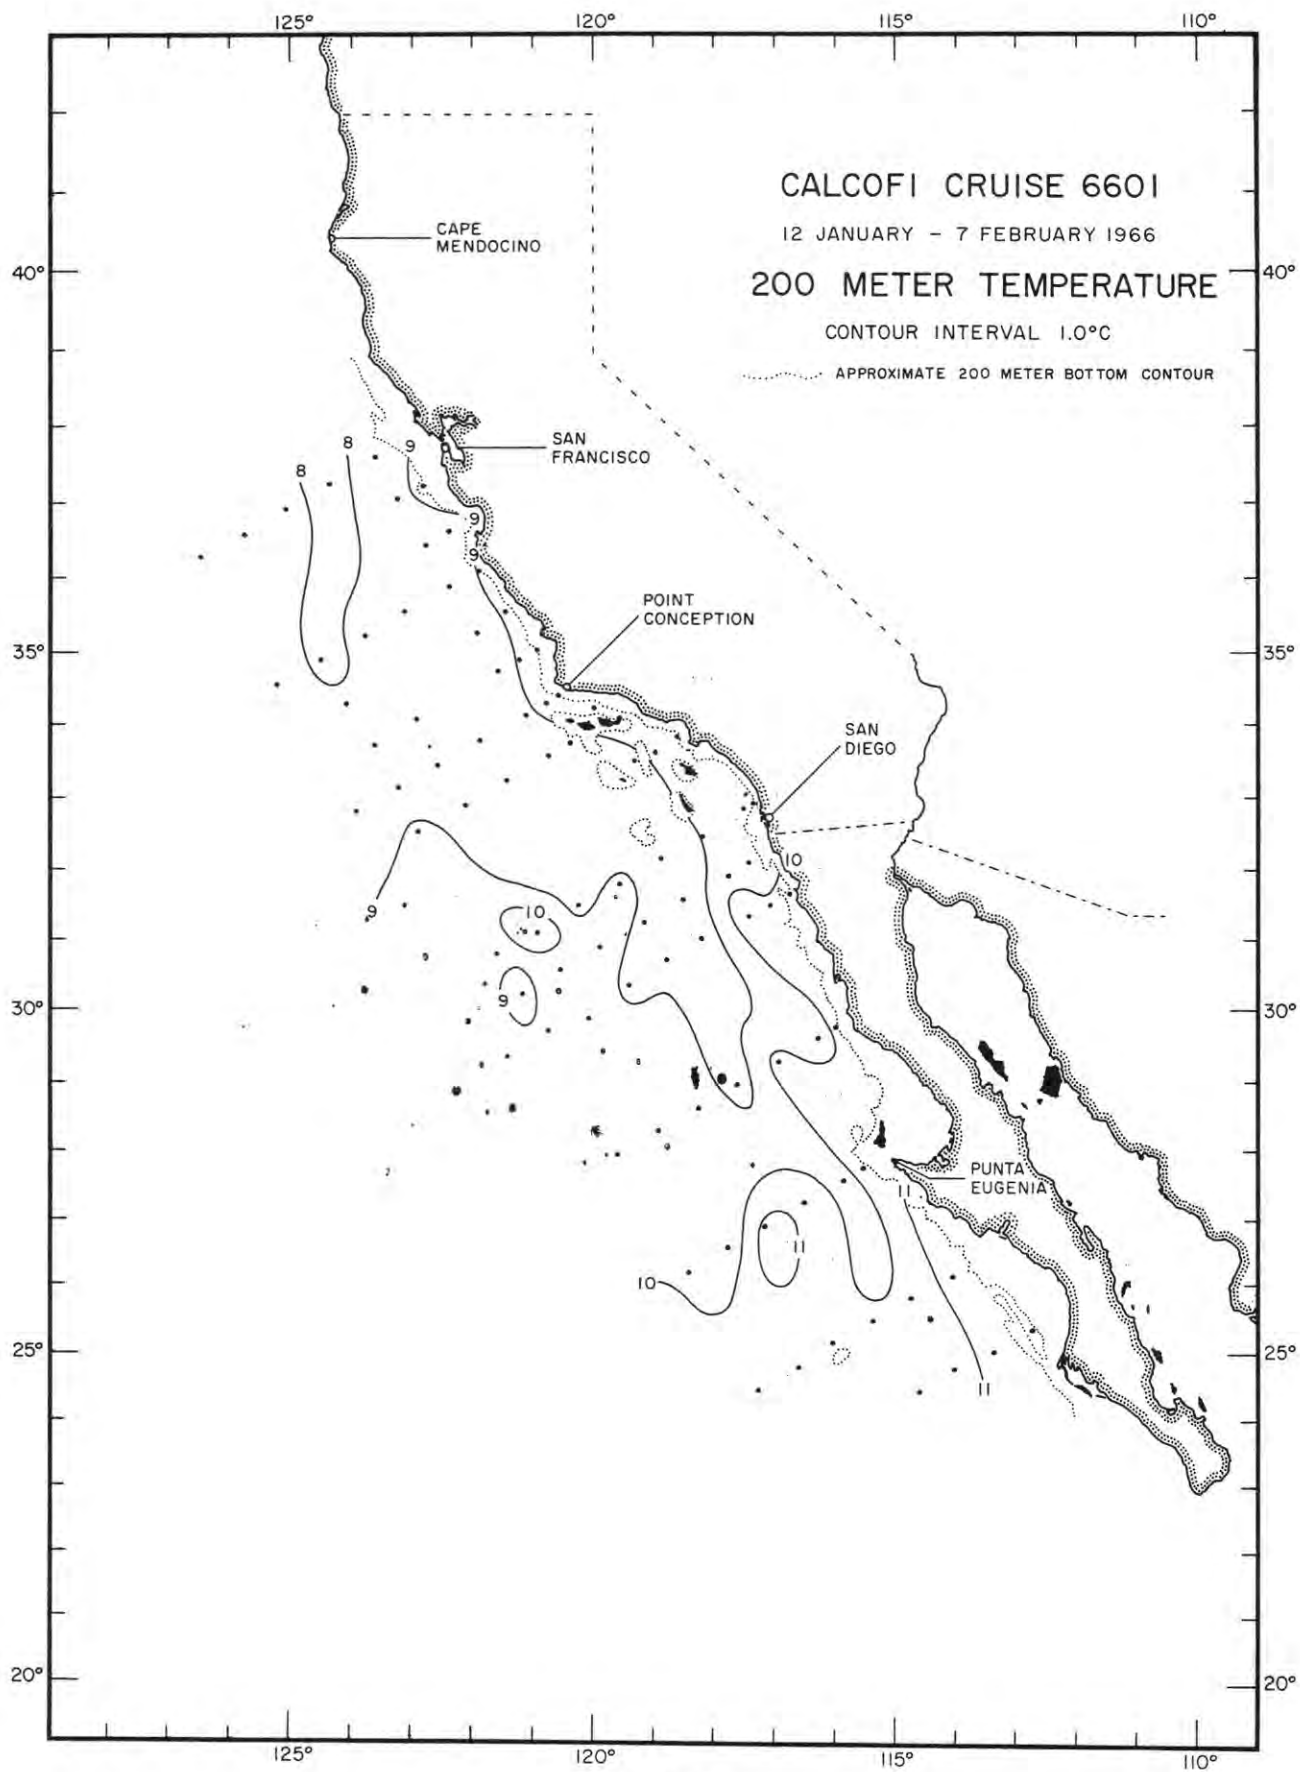 125°
120°
115°
110°
CALCOFI CRUISE 6601
12 JANUARY - 7 FEBRUARY 1966
CAPE
MENDOCINO
40°
40°
200 METER TEMPERATURE
CONTOUR INTERVAL 1.0°C
APPROXIMATE 200 METER BOTTOM CONTOUR
8
8
9
SAN
FRANCISCO
9
9
POINT
CONCEPTION
35°
35°
SAN
DIEGO
10
9
10
9
30°
30°
PUNTA
EUGENIA
11
11
10
25°
25°
11
20°
20°
125°
120°
115°
110°